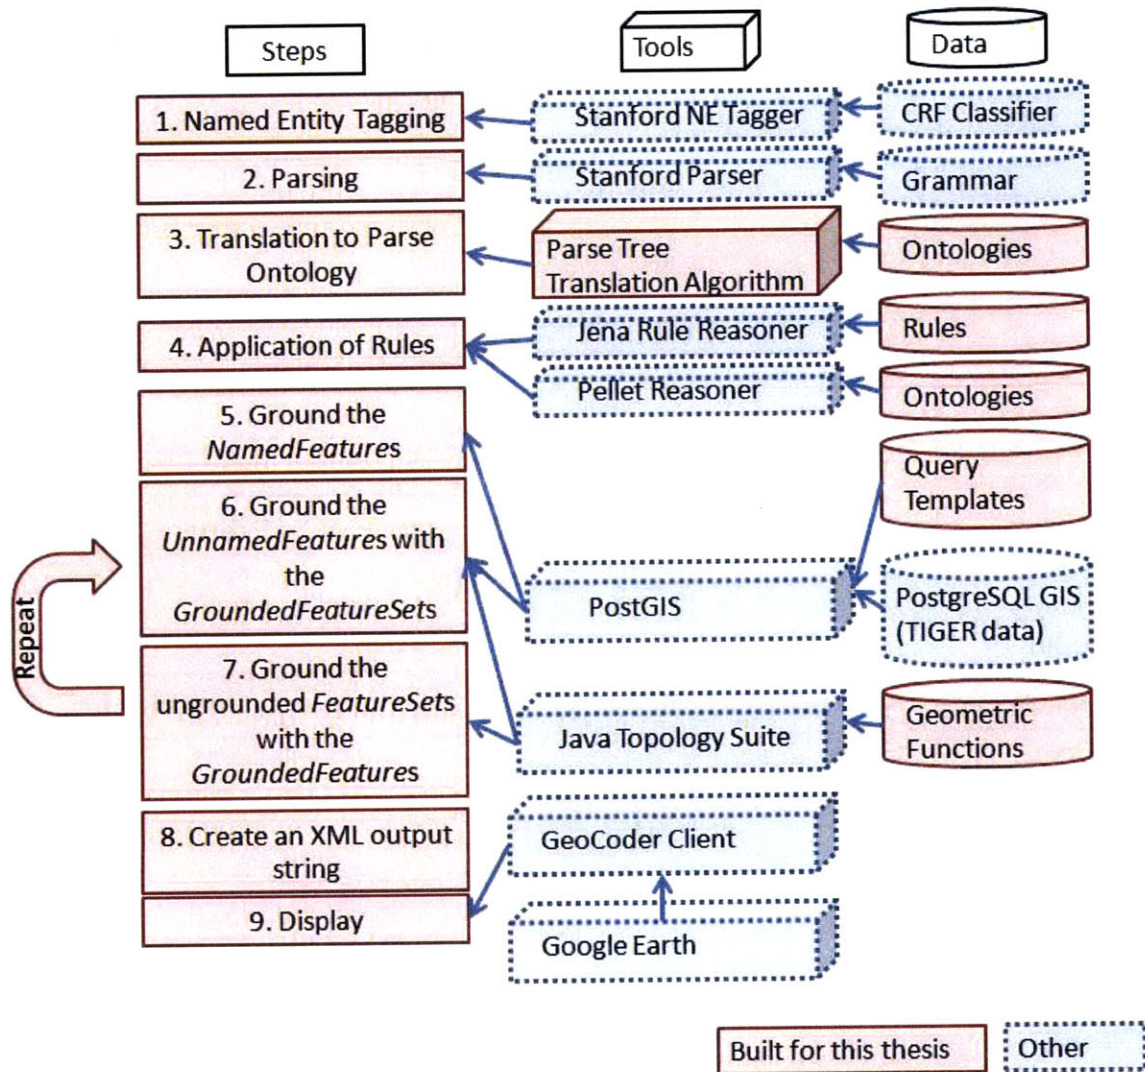 Steps
Tools
Data
1. Named Entity Tagging
Stanford NE Tagger
CRF Classifier
2. Parsing
Stanford Parser
Grammar
3. Translation to Parse
Ontology
Parse Tree
Translation Algorithm
Ontologies
4. Application of Rules
Jena Rule Reasoner
Rules
Pellet Reasoner
Ontologies
5. Ground the
NamedFeatures
Query
Templates
6. Ground the
UnnamedFeatures with
the
GroundedFeatureSets
PostGIS
PostgreSQL GIS
(TIGER data)
Repeat
7. Ground the
ungrounded FeatureSets
with the
GroundedFeatures
Java Topology Suite
Geometric
Functions
8. Create an XML output
string
GeoCoder Client
9. Display
Google Earth
Built for this thesis
Other